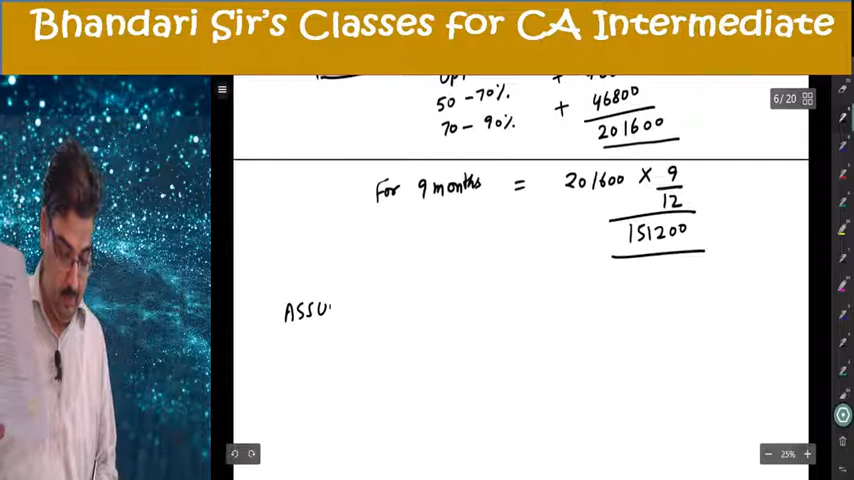 Bhandari Sir's Classes for CA Intermediate
6/20
50 - 70% + 46800
70 - 90% 201600
For 9 months = 201600 X 9
12
151200
ASSU
25%